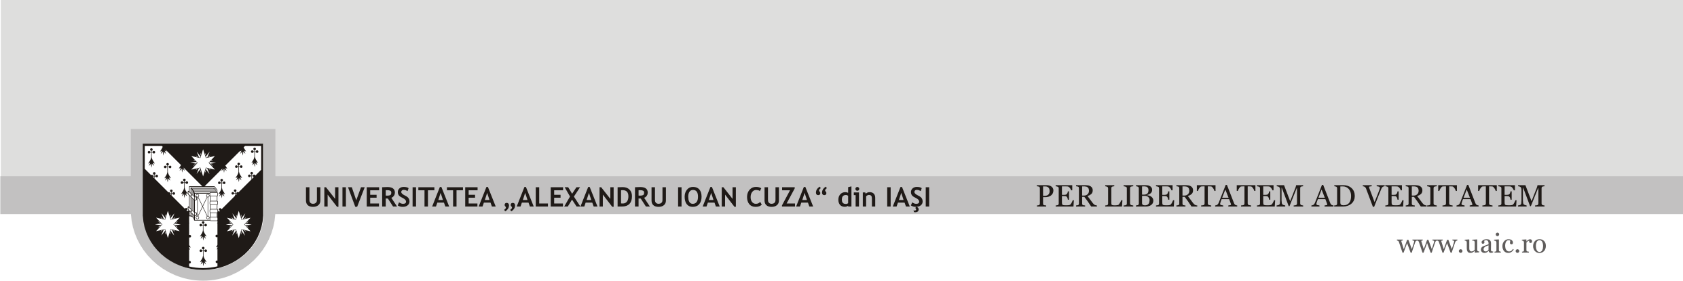 UNIVERSITATEA „ALEXANDRU IOAN CUZA“ din IAŞI PER LIBERTATEM AD VERITATEM
www.uaic.ro